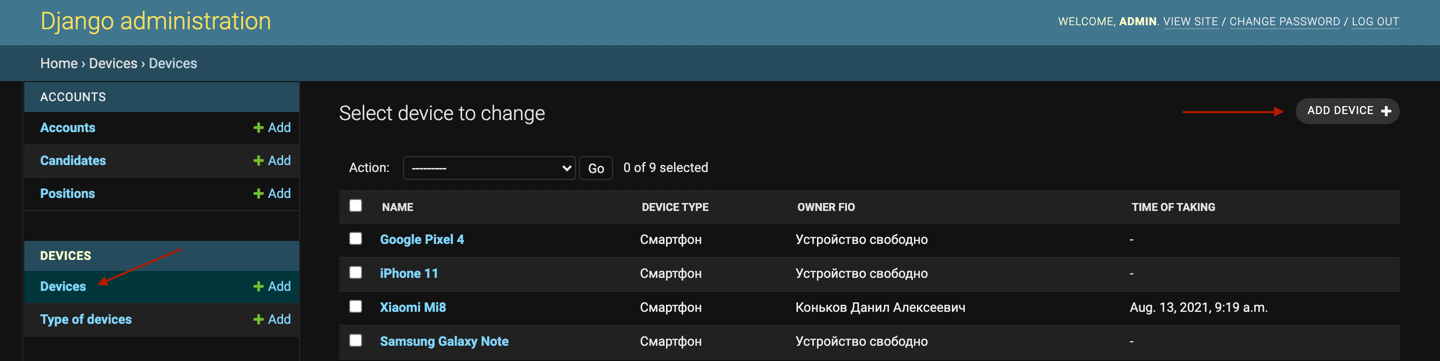 Django administration
WELCOME, ADMIN. VIEW SITE / CHANGE PASSWORD / LOG OUT
Home › Devices › Devices
ACCOUNTS
Accounts + Add
Candidates + Add
Positions + Add
DEVICES
Devices + Add
Type of devices + Add
Select device to change
ADD DEVICE +
Action: --------- Go 0 of 9 selected
NAME DEVICE TYPE OWNER FIO TIME OF TAKING
Google Pixel 4 Смартфон Устройство свободно -
iPhone 11 Смартфон Устройство свободно -
Xiaomi Mi8 Смартфон Коньков Данил Алексеевич Aug. 13, 2021, 9:19 a.m.
Samsung Galaxy Note Смартфон Устройство свободно -